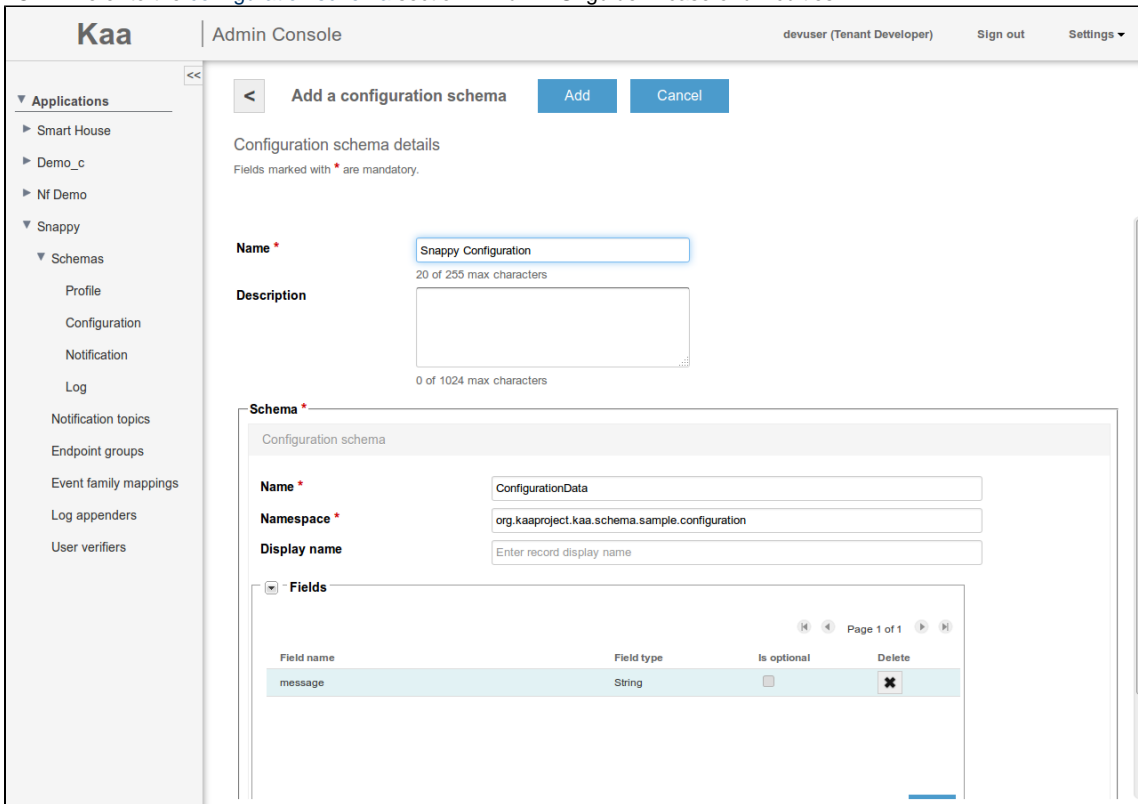 Kaa
Admin Console
devuser (Tenant Developer)
Sign out
Settings
<<
Applications
Smart House
Demo_c
Nf Demo
Snappy
Schemas
Profile
Configuration
Notification
Log
Notification topics
Endpoint groups
Event family mappings
Log appenders
User verifiers
<
Add a configuration schema
Add
Cancel
Configuration schema details
Fields marked with * are mandatory.
Name *
Snappy Configuration
20 of 255 max characters
Description
0 of 1024 max characters
Schema *
Configuration schema
Name *
ConfigurationData
Namespace *
org.kaaproject.kaa.schema.sample.configuration
Display name
Enter record display name
Fields
Page 1 of 1
Field name Field type Is optional Delete
message String